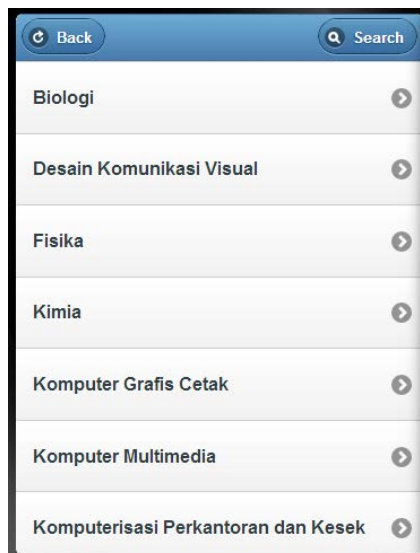 Back
Search
Biologi
Desain Komunikasi Visual
Fisika
Kimia
Komputer Grafis Cetak
Komputer Multimedia
Komputerisasi Perkantoran dan Kesek